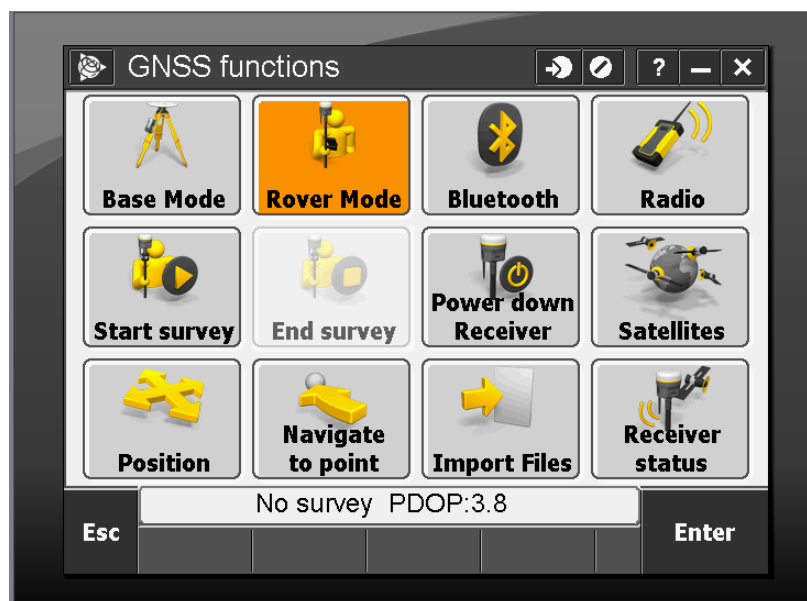 GNSS functions
? — ×
Base Mode
Rover Mode
Bluetooth
Radio
Start survey
End survey
Power down
Receiver
Satellites
Position
Navigate
to point
Import Files
Receiver
status
No survey PDOP:3.8
Esc
Enter